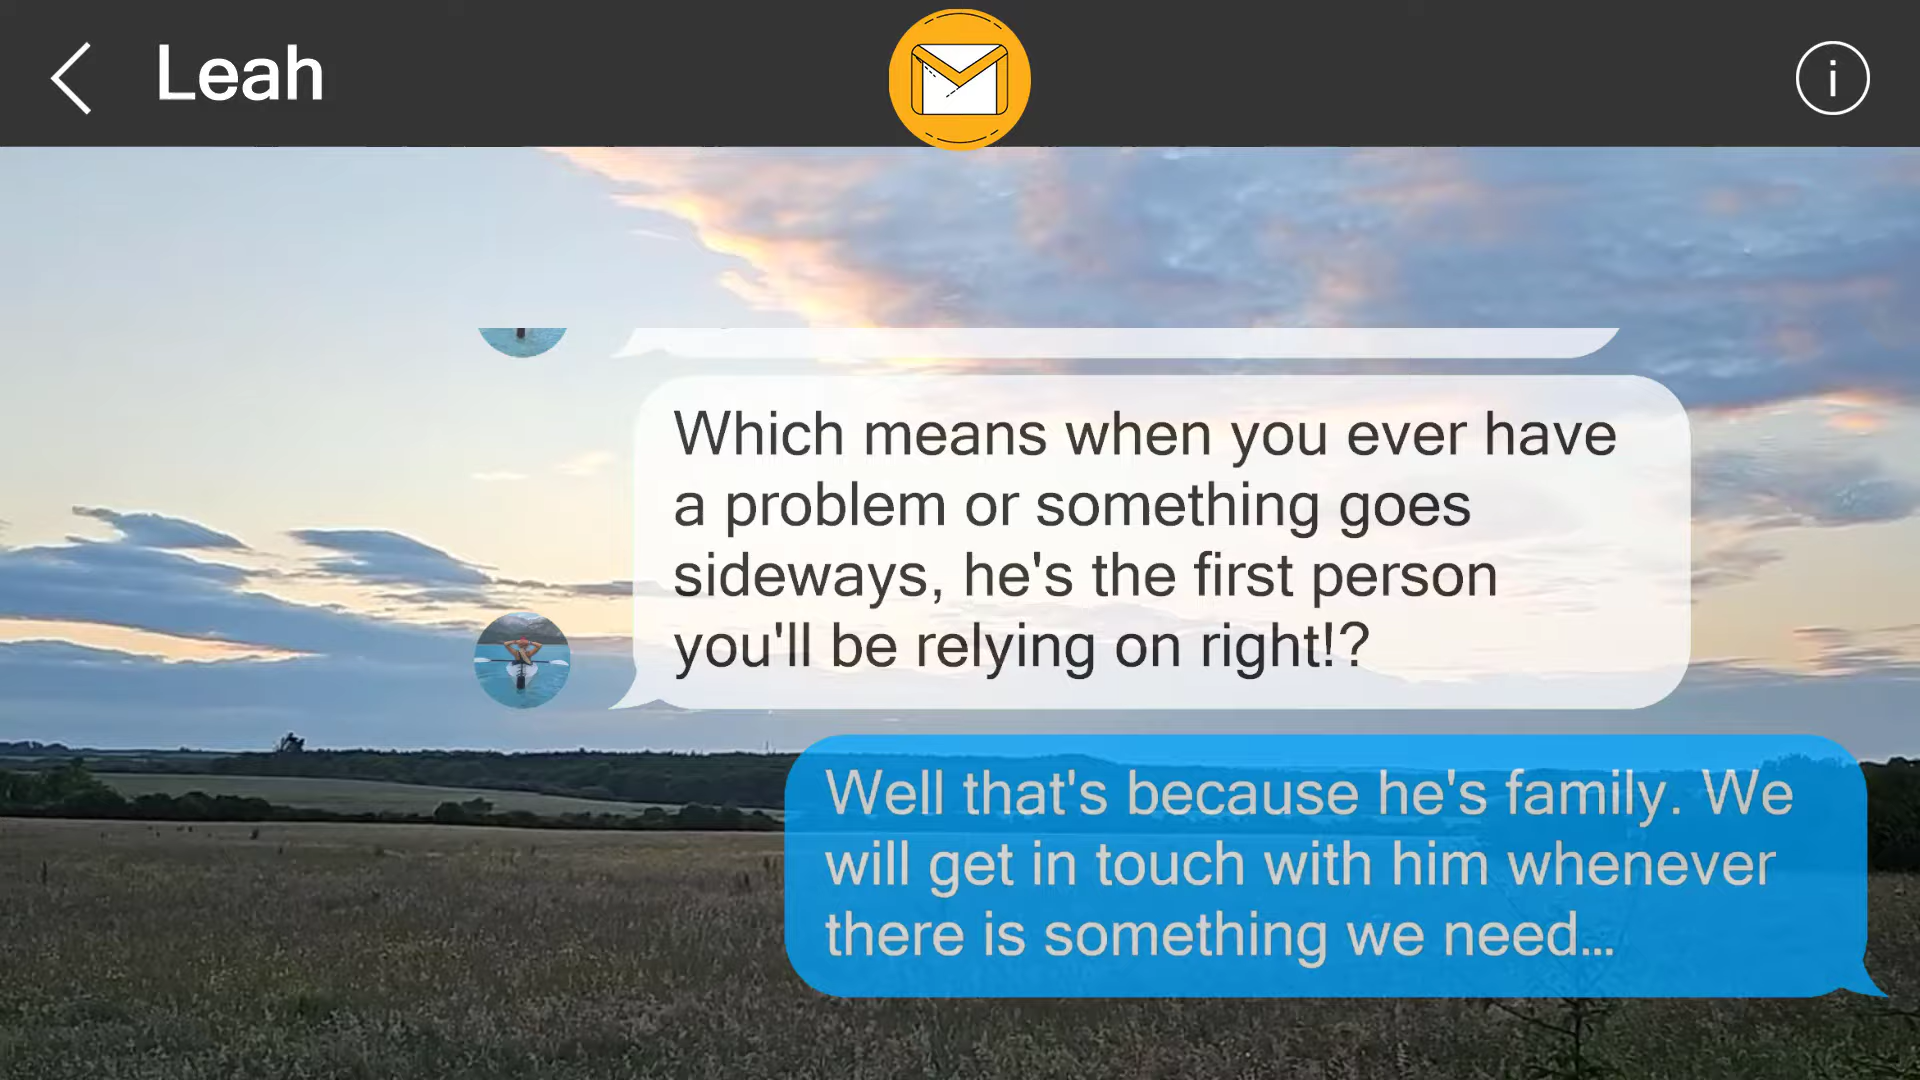 Leah
i
Which means when you ever have
a problem or something goes
sideways, he's the first person
you'll be relying on right!?
Well that's because he's family. We
will get in touch with him whenever
there is something we need...